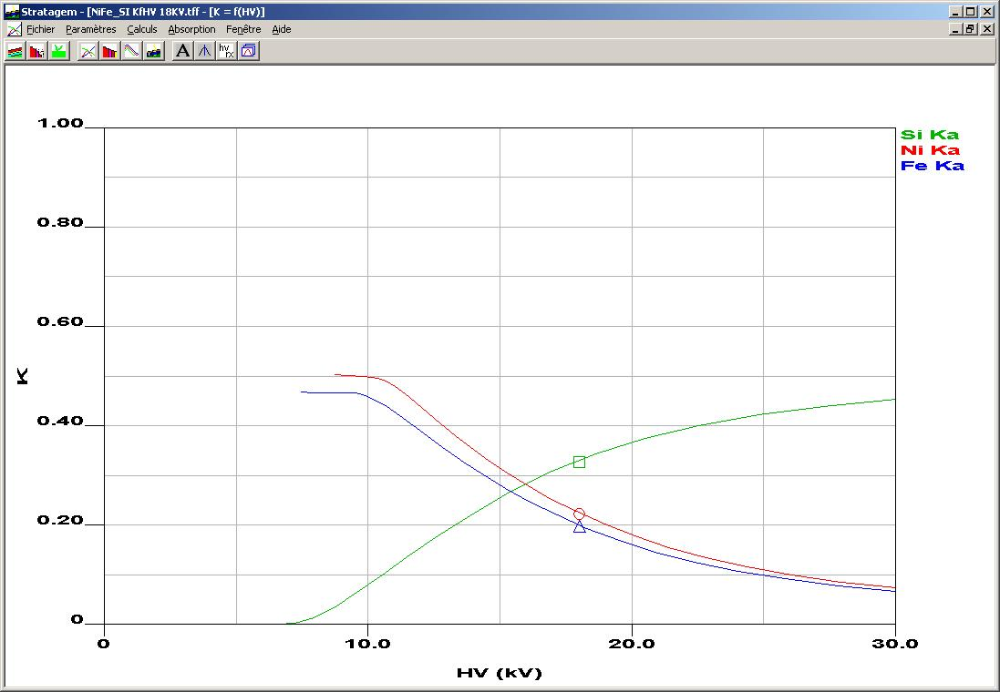 Stratagem - [NiFe_SI KfHV 18KV.tff - [K = f(HV)]
Fichier Paramètres Calculs Absorption Fenêtre Aide
A hv rx
1.00
Si Ka
Ni Ka
Fe Ka
0.80
0.60
K
0.40
0.20
0
0 10.0 20.0 30.0
HV (kV)